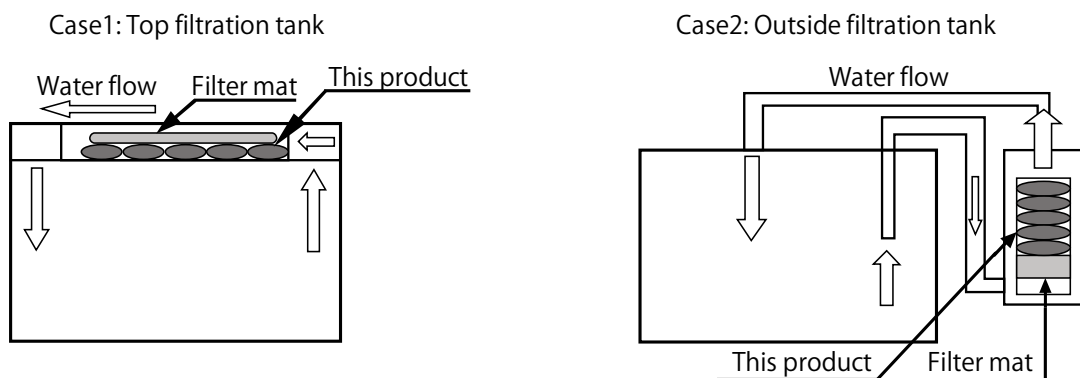 Case1: Top filtration tank
Water flow
Filter mat
This product
Case2: Outside filtration tank
Water flow
This product
Filter mat